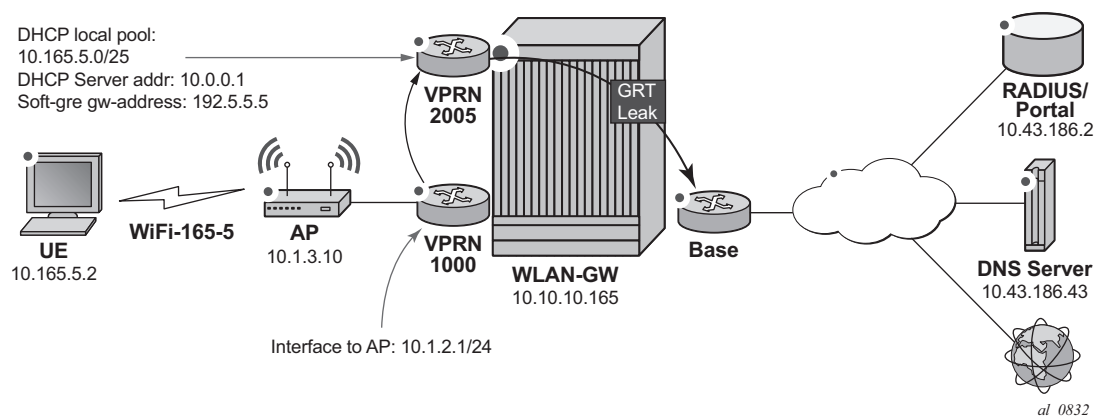 DHCP local pool:
10.165.5.0/25
DHCP Server addr: 10.0.0.1
Soft-gre gw-address: 192.5.5.5
VPRN
2005
GRT
Leak
RADIUS/
Portal
10.43.186.2
UE
10.165.5.2
WiFi-165-5
AP
10.1.3.10
VPRN
1000
WLAN-GW
10.10.10.165
Base
DNS Server
10.43.186.43
Interface to AP: 10.1.2.1/24
al_0832